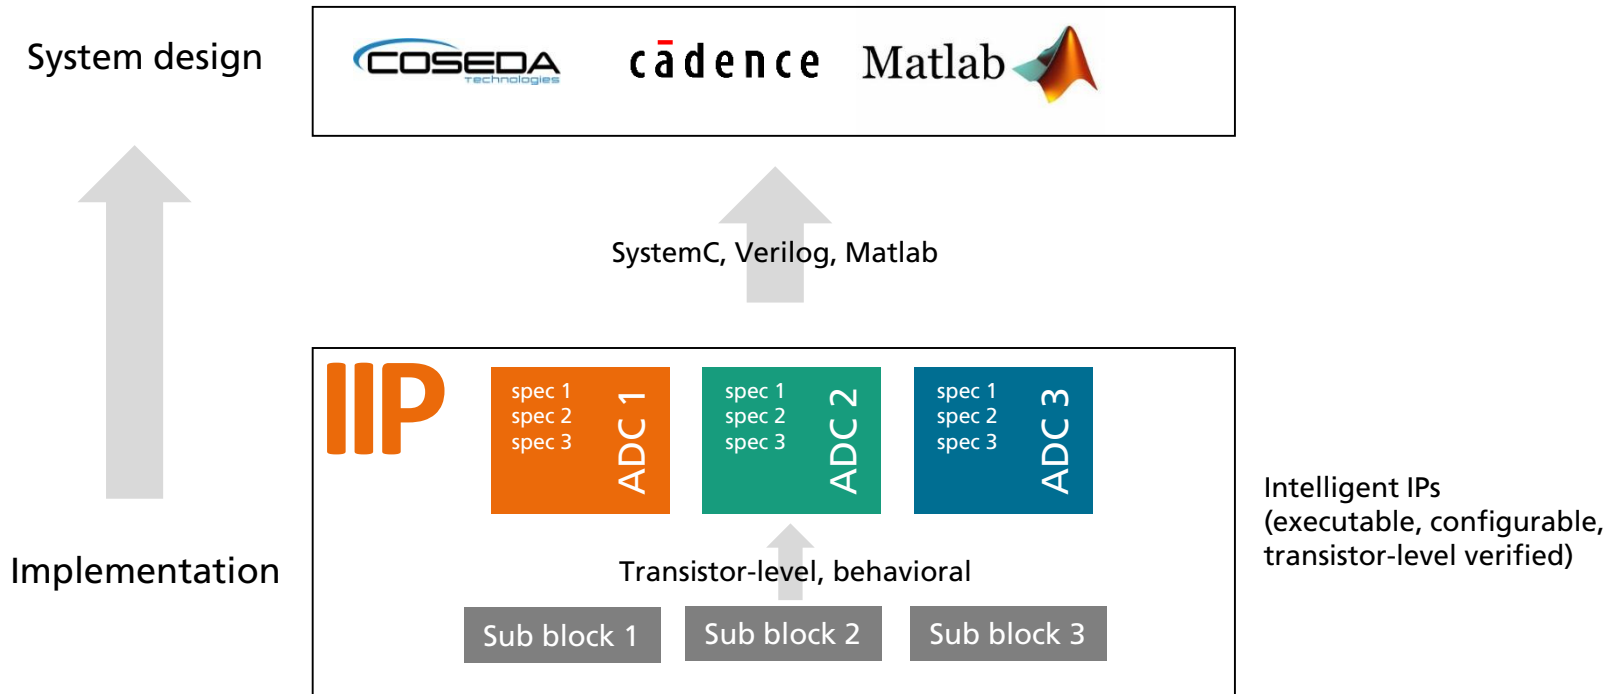 System design
COSEDA
Technologies
cādence
Matlab
SystemC, Verilog, Matlab
IIP
spec 1
spec 2
spec 3
ADC 1
spec 1
spec 2
spec 3
ADC 2
spec 1
spec 2
spec 3
ADC 3
Intelligent IPs
(executable, configurable,
transistor-level verified)
Implementation
Transistor-level, behavioral
Sub block 1
Sub block 2
Sub block 3